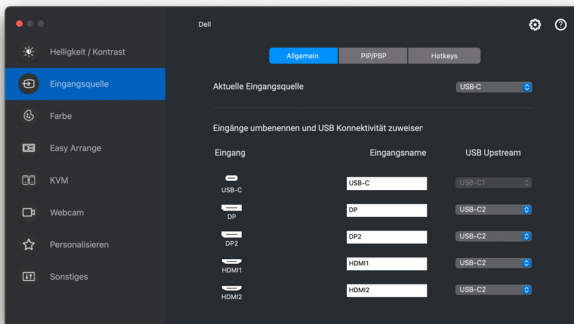 Dell
Helligkeit / Kontrast
Eingangsquelle
Farbe
Easy Arrange
KVM
Webcam
Personalisieren
Sonstiges
Allgemein PiP/PBP Hotkeys
Aktuelle Eingangsquelle USB-C
Eingänge umbenennen und USB Konnektivität zuweisen
Eingang Eingangsname USB Upstream
USB-C USB-C USB-C1
DP DP USB-C2
DP2 DP2 USB-C2
HDMI1 HDMI1 USB-C2
HDMI2 HDMI2 USB-C2